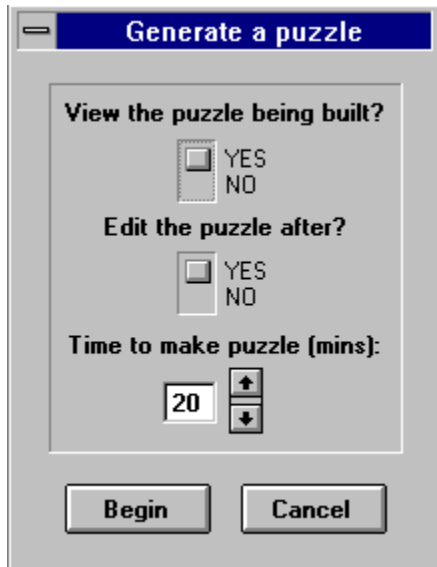 Generate a puzzle
View the puzzle being built?
YES
NO
Edit the puzzle after?
YES
NO
Time to make puzzle (mins):
20
Begin Cancel